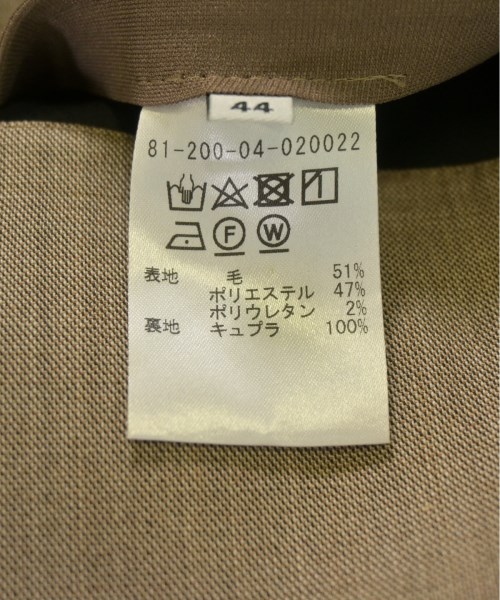 44
81-200-04-020022
F W
表地 毛 51%
ポリエステル 47%
ポリウレタン 2%
裏地 キュプラ 100%